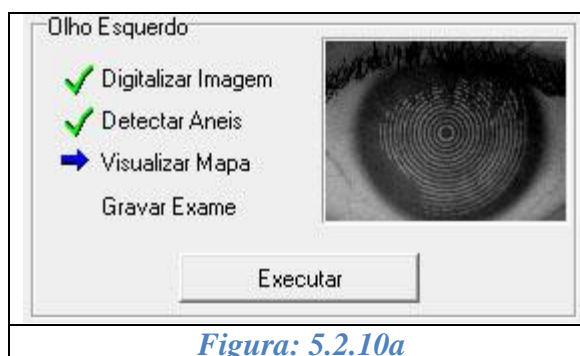 Olho Esquerdo
Digitalizar Imagem
Detectar Aneis
Visualizar Mapa
Gravar Exame
Executar
Figura: 5.2.10a